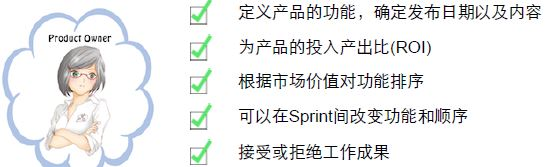 Product Owner
定义产品的功能，确定发布日期以及内容
为产品的投入产出比(ROI)
根据市场价值对功能排序
可以在Sprint间改变功能和顺序
接受或拒绝工作成果